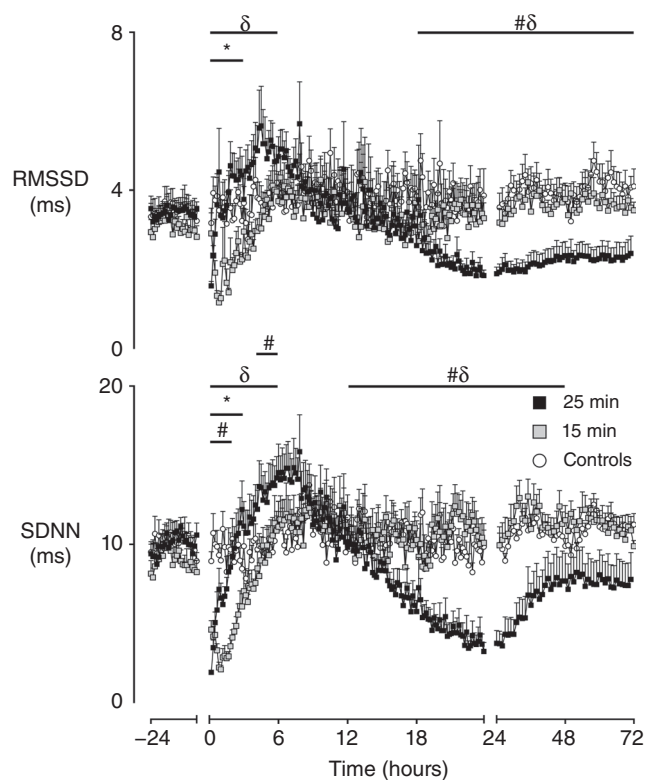 δ
#δ
*
8
RMSSD
(ms)
4
0
#
δ
#δ
*
#
20
25 min
15 min
Controls
SDNN
(ms)
10
0
−24 0 6 12 18 24 48 72
Time (hours)